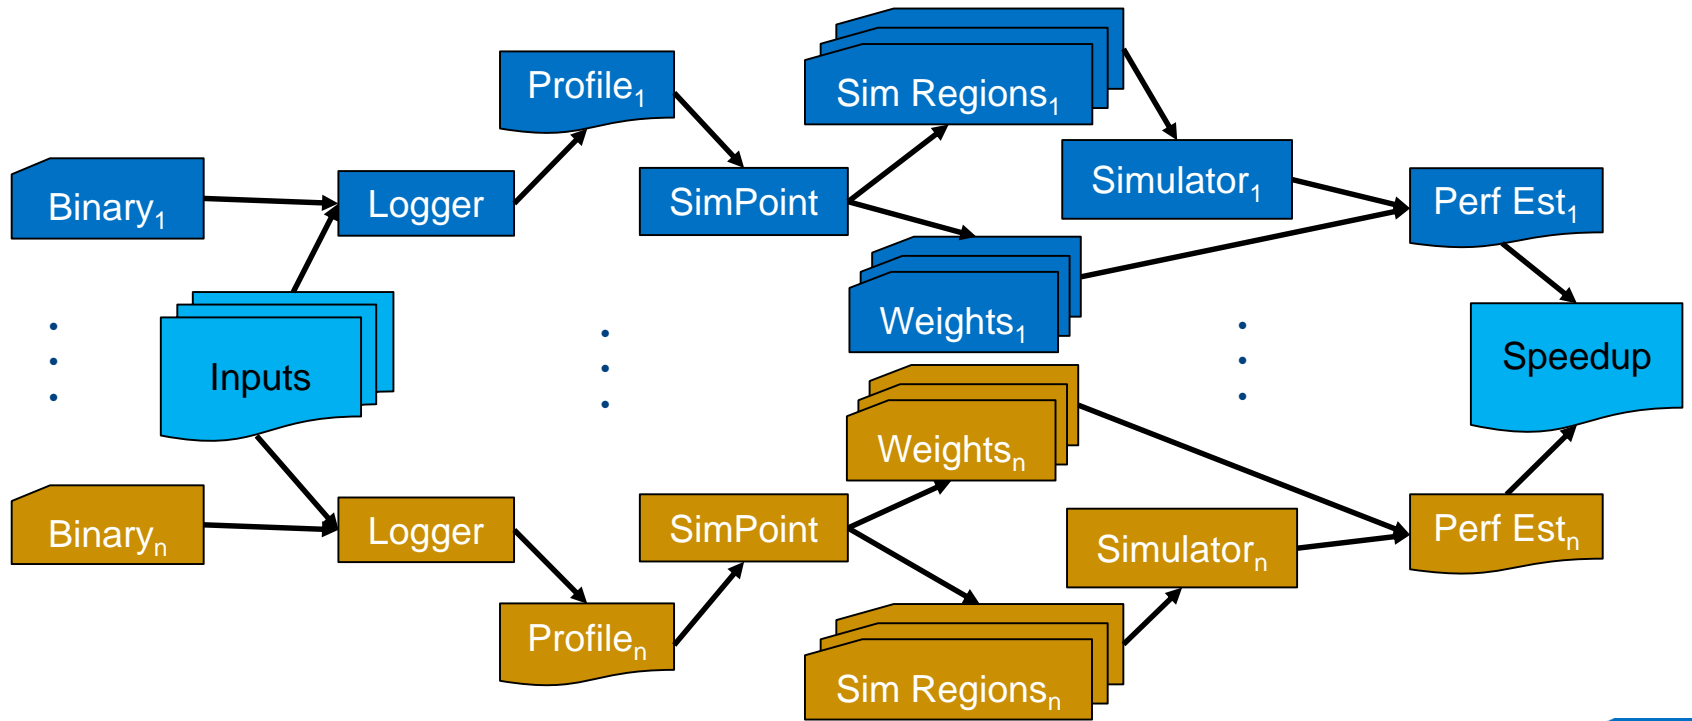 Profile₁
Sim Regions₁
Binary₁
Logger
SimPoint
Simulator₁
Perf Est₁
Weights₁
Inputs
Speedup
Weightsₙ
Binaryₙ
Logger
SimPoint
Simulatorₙ
Perf Estₙ
Profileₙ
Sim Regionsₙ